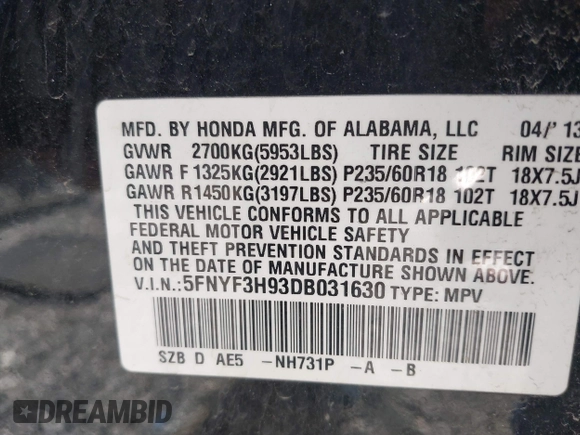 MFD. BY HONDA MFG. OF ALABAMA, LLC 04/'13
GVWR 2700KG(5953LBS) TIRE SIZE RIM SIZE
GAWR F 1325KG(2921LBS) P235/60R18 102T 18X7.5J
GAWR R1450KG(3197LBS) P235/60R18 102T 18X7.5J
THIS VEHICLE CONFORMS TO ALL APPLICABLE
FEDERAL MOTOR VEHICLE SAFETY
AND THEFT PREVENTION STANDARDS IN EFFECT
ON THE DATE OF MANUFACTURE SHOWN ABOVE
V.I.N.:5FNYF3H93DB031630 TYPE: MPV
SZB D AE5 -NH731P -A -B
DREAMBID